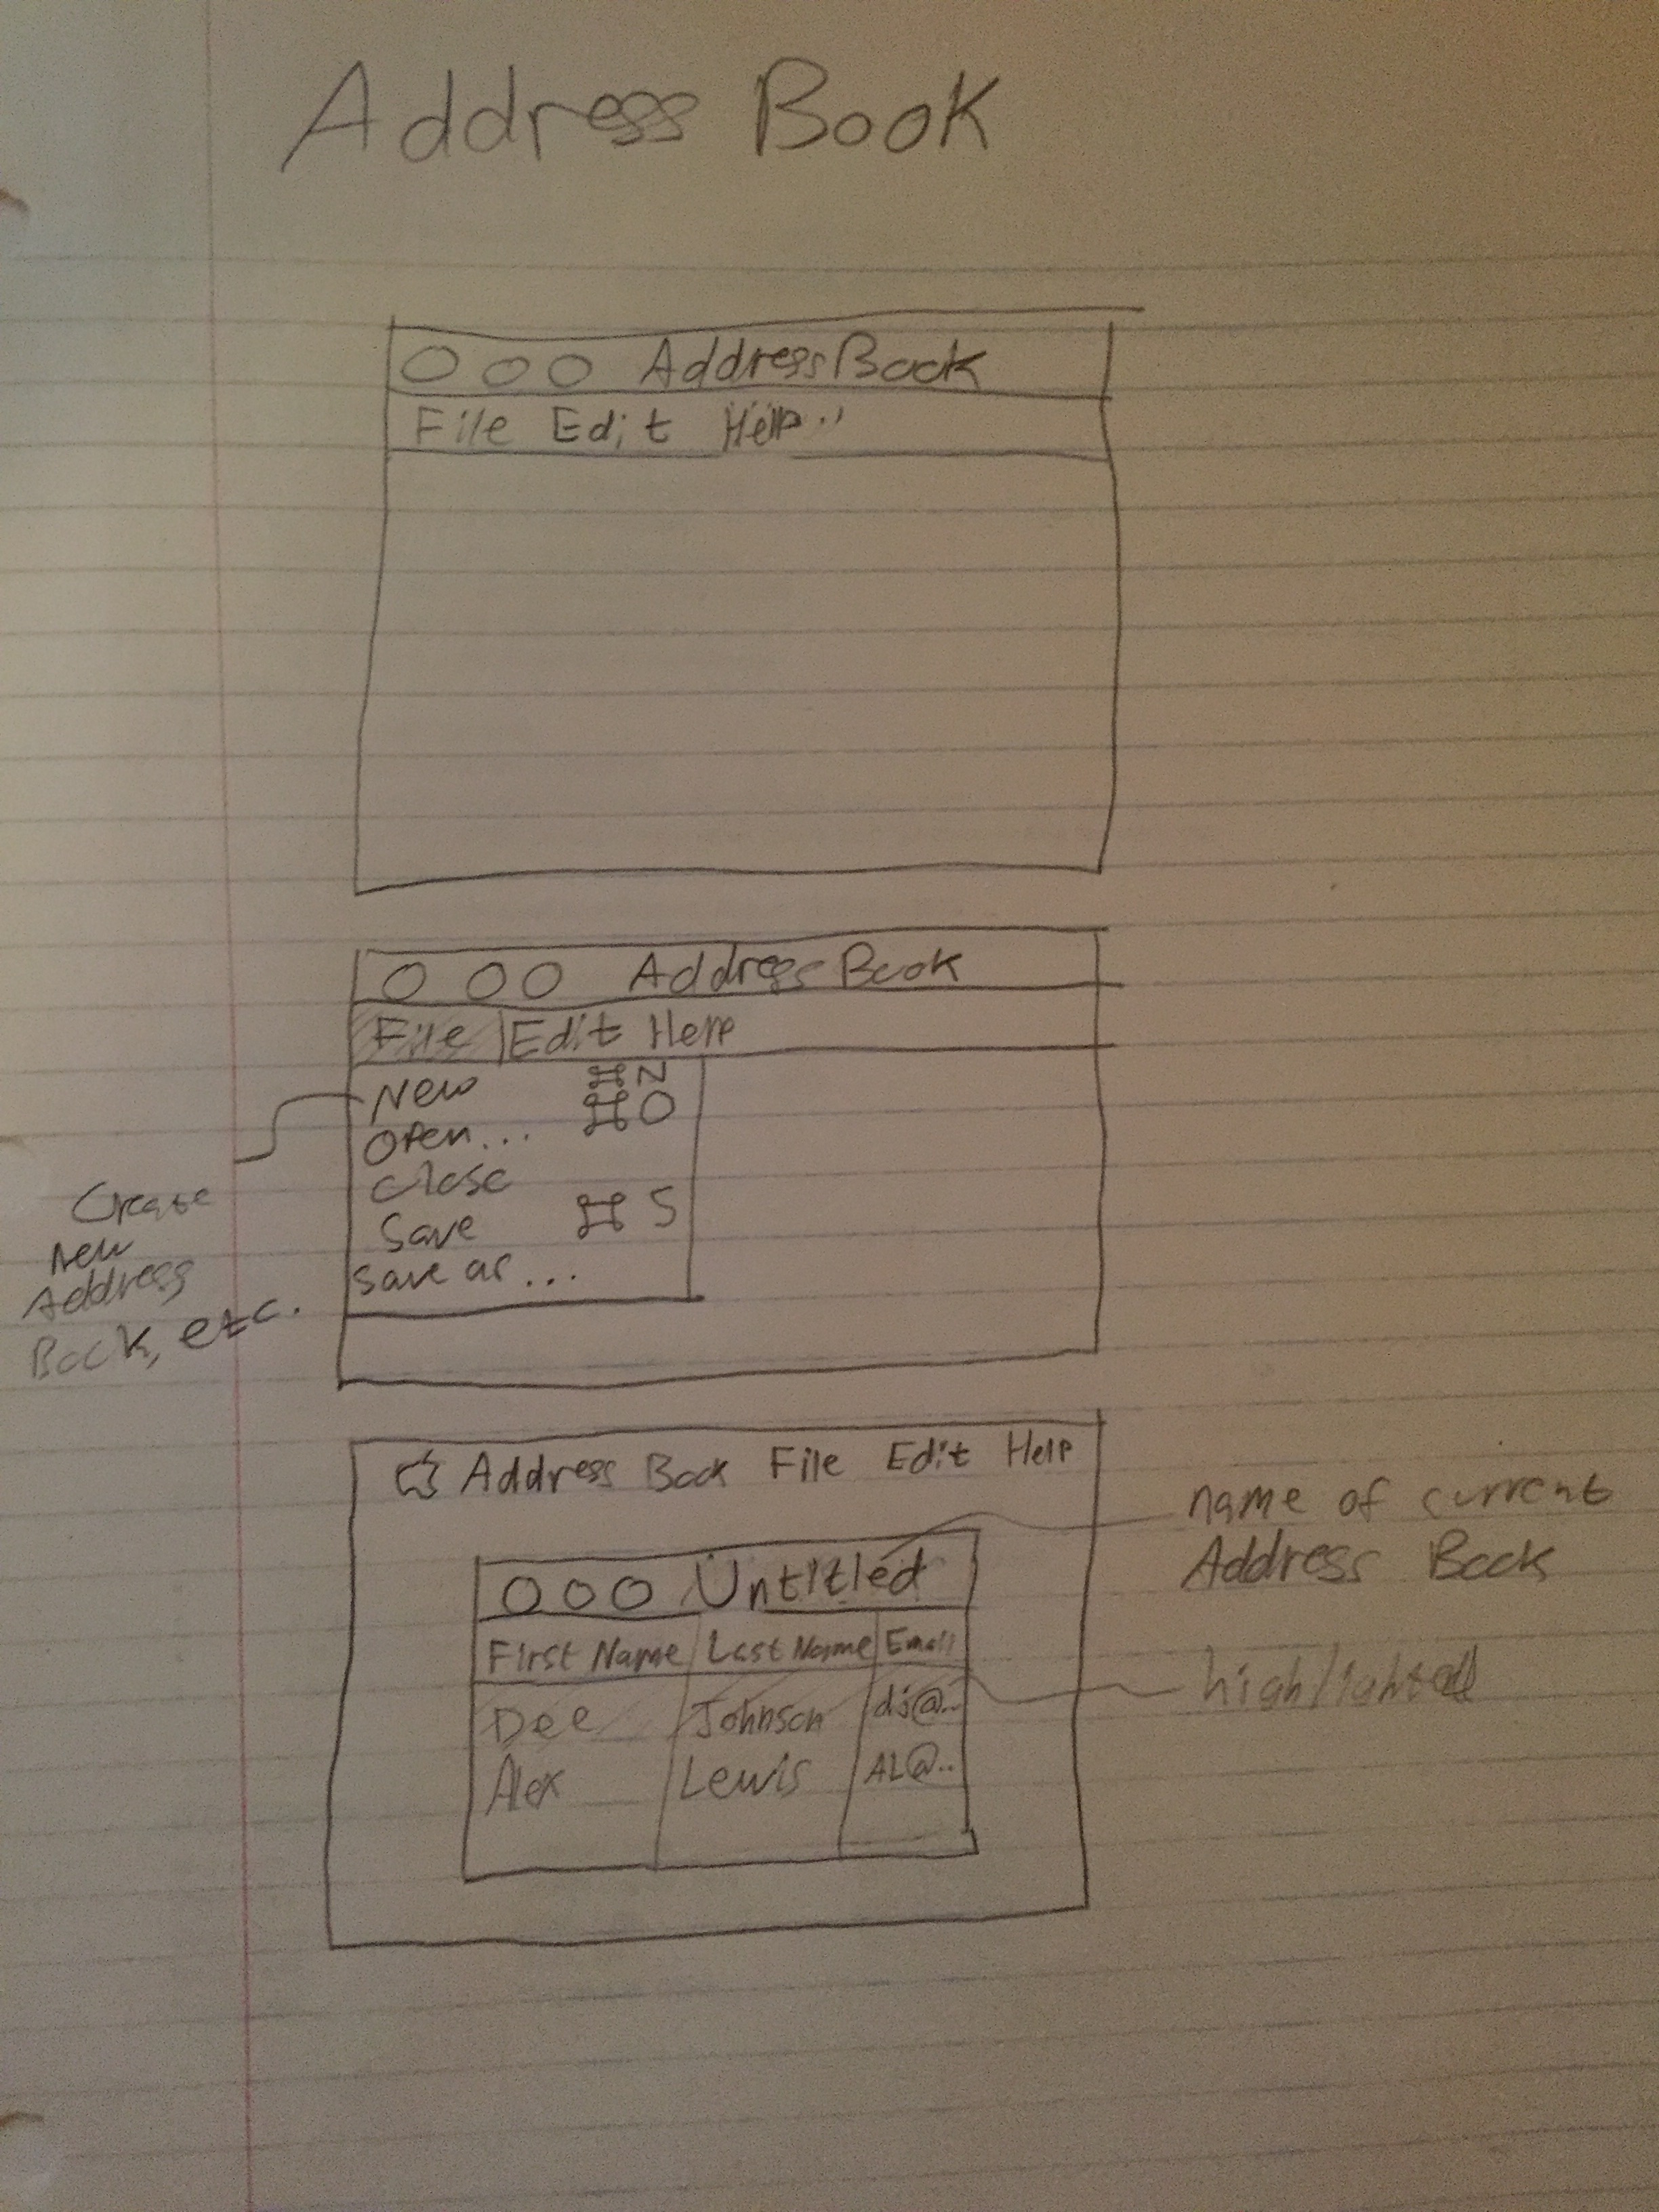 Address Book
Address Book
File Edit Help
Address Book
File Edit Help
New ⌘ N
Open... ⌘ O
Close
Save ⌘ S
Save as...
Create
New
Address
Book, etc.
Address Book File Edit Help
Untitled
First Name Last Name Email
Dee Johnson dj@..
Alex Lewis AL@..
name of current
Address Book
highlighted